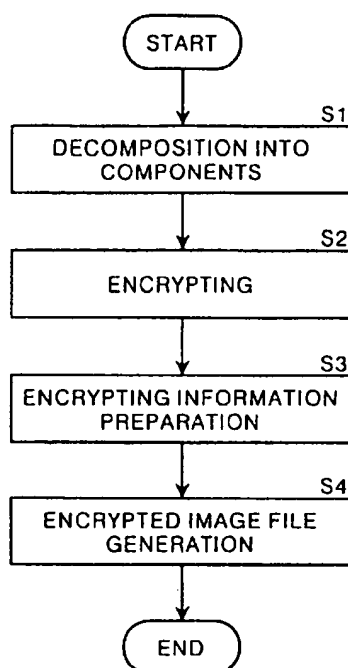 START
S1
DECOMPOSITION INTO
COMPONENTS
S2
ENCRYPTING
S3
ENCRYPTING INFORMATION
PREPARATION
S4
ENCRYPTED IMAGE FILE
GENERATION
END